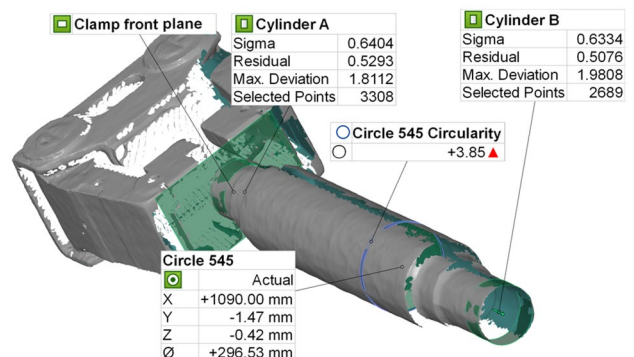 Clamp front plane
Cylinder A
Sigma 0.6404
Residual 0.5293
Max. Deviation 1.8112
Selected Points 3308
Cylinder B
Sigma 0.6334
Residual 0.5076
Max. Deviation 1.9808
Selected Points 2689
Circle 545 Circularity
+3.85
Circle 545
Actual
X +1090.00 mm
Y -1.47 mm
Z -0.42 mm
Ø +296.53 mm